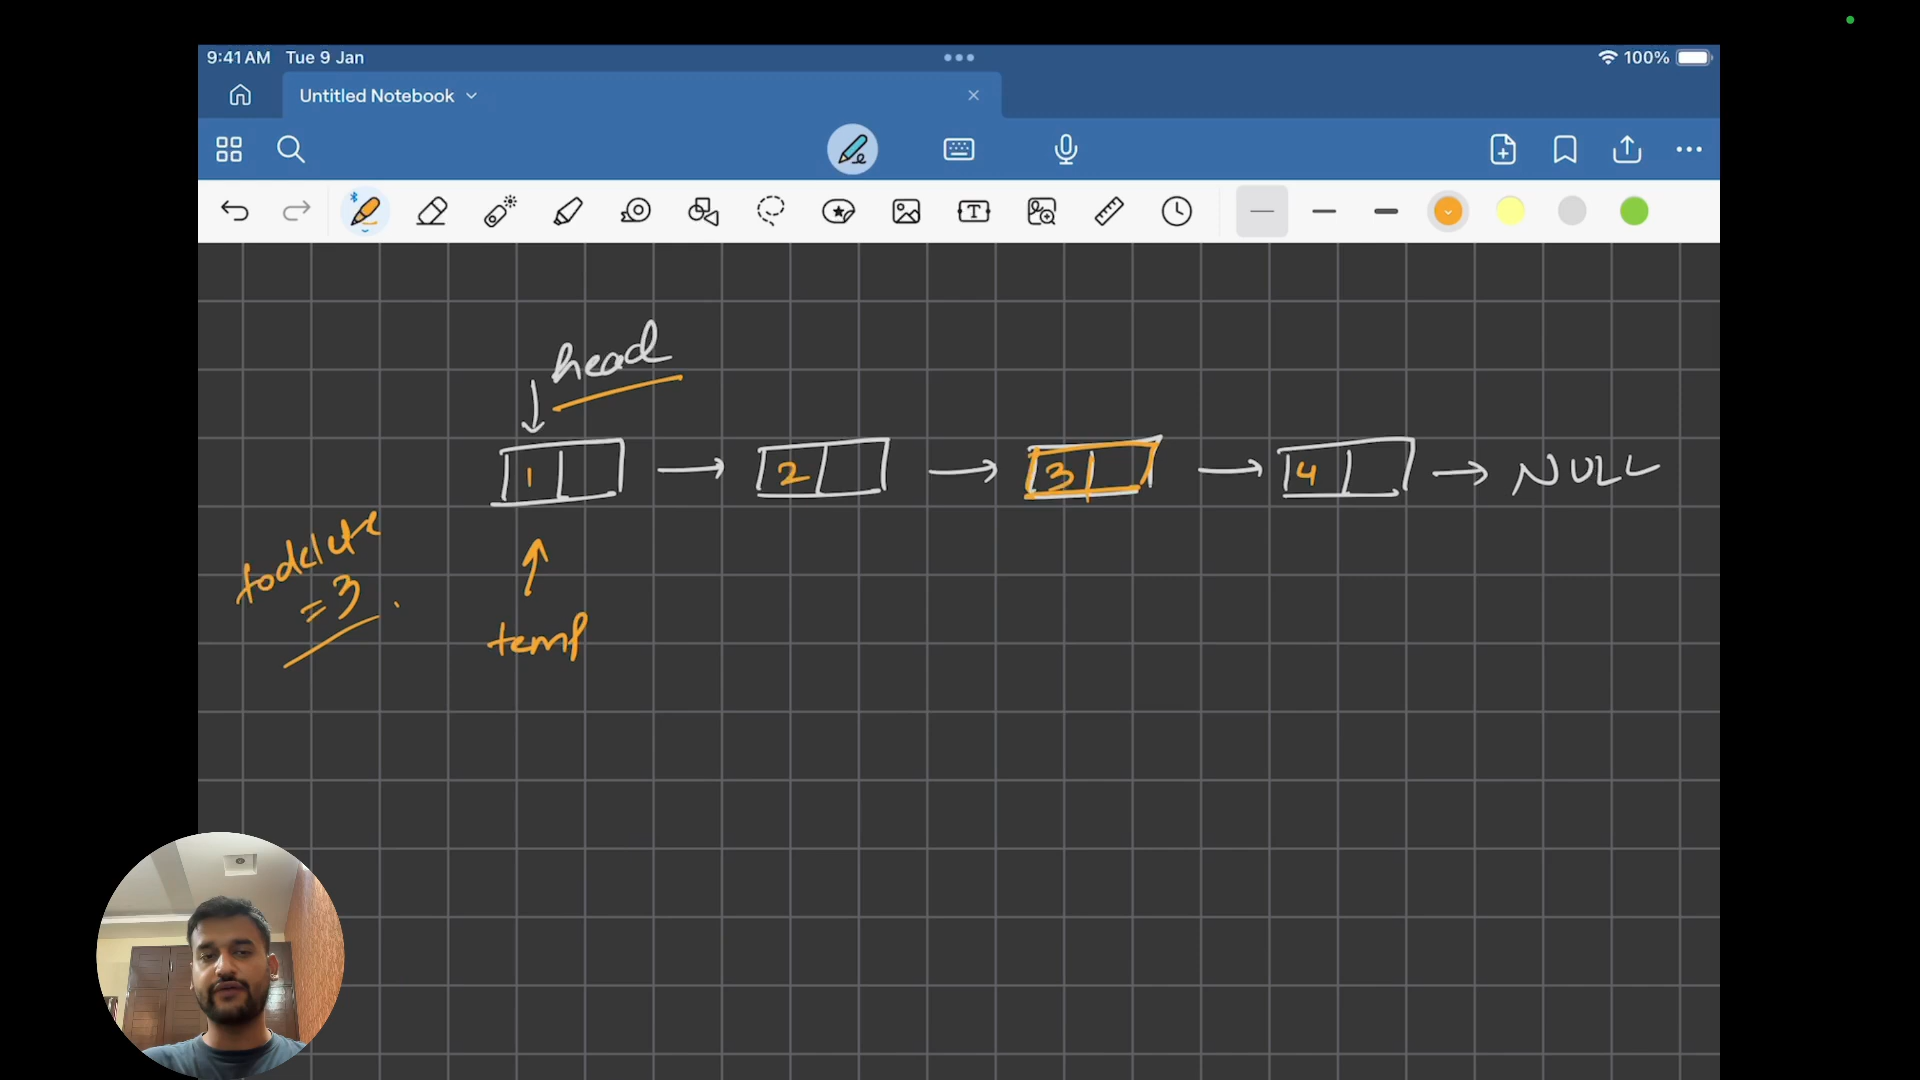 9:41 AM Tue 9 Jan
100%
Untitled Notebook
head
1 → 2 → 3 → 4 → NULL
todelete
= 3
temp